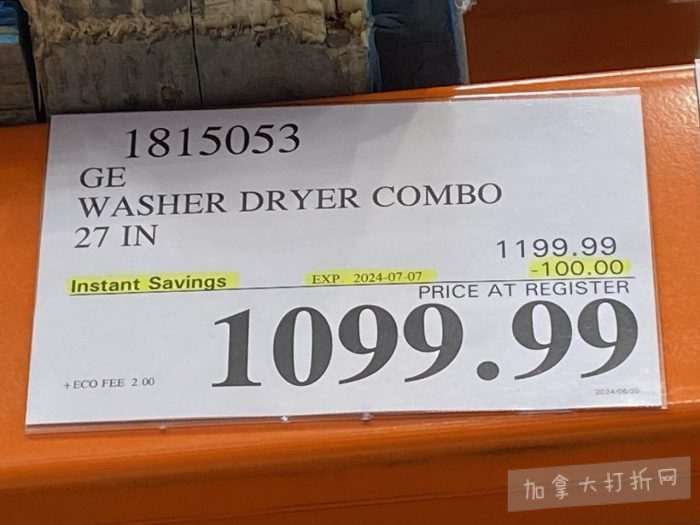 1815053
GE
WASHER DRYER COMBO
27 IN
1199.99
Instant Savings EXP. 2024-07-07 -100.00
PRICE AT REGISTER
1099.99
+ECO FEE 2.00
加拿大打折网